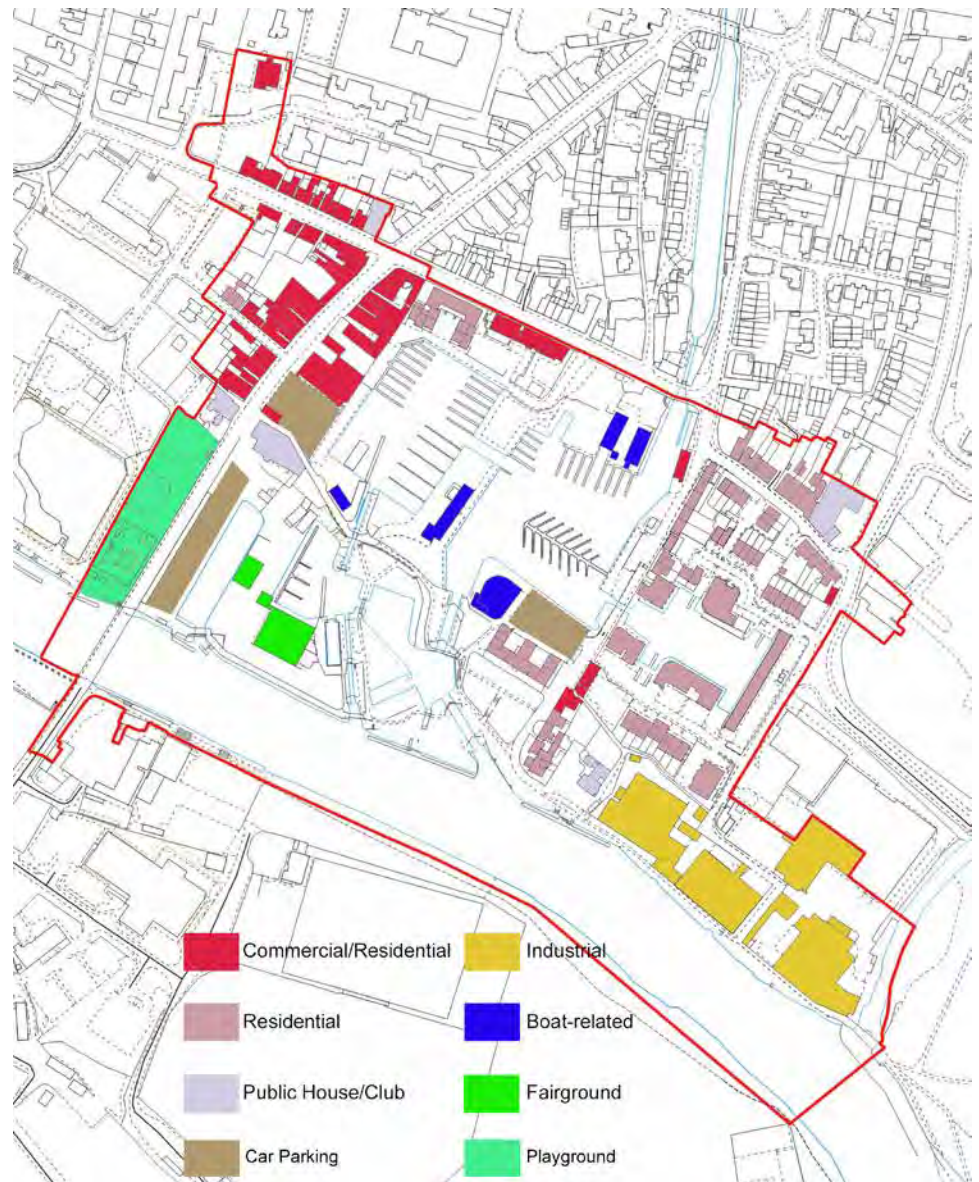 Commercial/Residential
Industrial
Residential
Boat-related
Public House/Club
Fairground
Car Parking
Playground